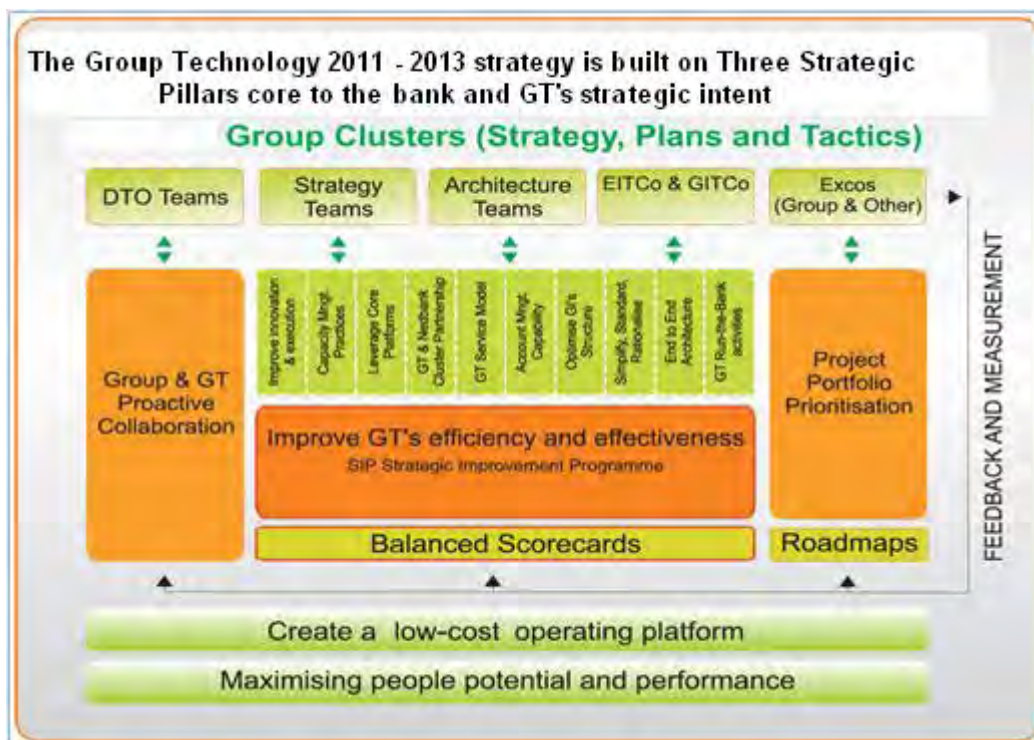 The Group Technology 2011 - 2013 strategy is built on Three Strategic
Pillars core to the bank and GT's strategic intent
Group Clusters (Strategy, Plans and Tactics)
DTO Teams
Strategy
Teams
Architecture
Teams
EITCo & GITCo
Excos
(Group & Other)
Improve innovation
& execution
Capacity Mngt.
Practices
Leverage Core
Platforms
GT & Nedbank
Cluster Partnership
GT Service Model
Account Mngt.
Capability
Optimise GT's
Structure
Simplify, Standard,
Rationalise
End to End
Architecture
GT Run-the-Bank
activities
Group & GT
Proactive
Collaboration
Improve GT's efficiency and effectiveness
SIP Strategic Improvement Programme
Project
Portfolio
Prioritisation
Balanced Scorecards
Roadmaps
FEEDBACK AND MEASUREMENT
Create a low-cost operating platform
Maximising people potential and performance